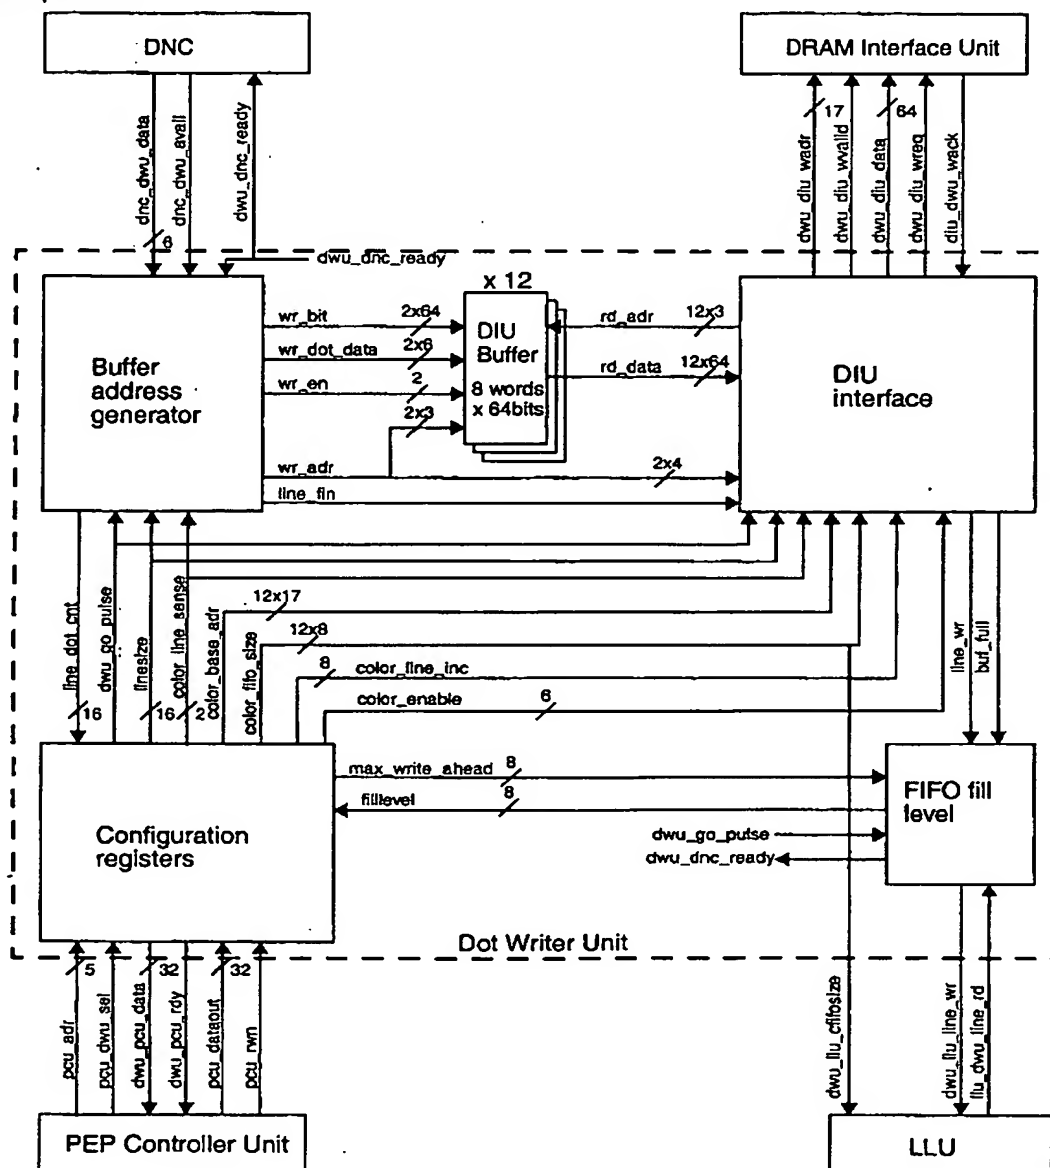 DNC
DRAM Interface Unit
dnc_dwu_data
dnc_dwu_avail
dwu_dnc_ready
6
dwu_diu_wadr
17
dwu_diu_wvalid
dwu_diu_data
64
dwu_diu_wreq
diu_dwu_wack
dwu_dnc_ready
x 12
Buffer
address
generator
wr_bit
2x64
wr_dot_data
2x6
wr_en
2
2x3
wr_adr
2x4
line_fin
DIU
Buffer
8 words
x 64bits
rd_adr
12x3
rd_data
12x64
DIU
interface
line_dot_cnt
16
dwu_go_pulse
linesize
16
color_line_sense
2
color_base_adr
12x17
color_fifo_size
12x8
8
color_line_inc
color_enable
6
line_wr
buf_full
Configuration
registers
max_write_ahead
8
filllevel
8
dwu_go_pulse
dwu_dnc_ready
FIFO fill
level
Dot Writer Unit
pcu_adr
5
pcu_dwu_sel
dwu_pcu_data
32
dwu_pcu_rdy
pcu_dataout
32
pcu_rwn
dwu_llu_cfifosize
dwu_llu_line_wr
llu_dwu_line_rd
PEP Controller Unit
LLU